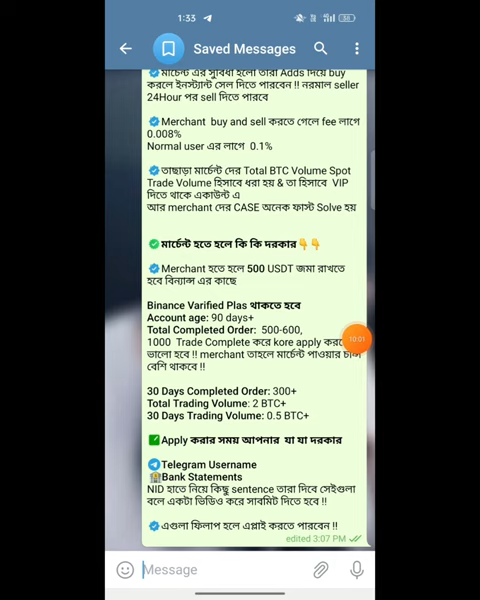 1:33
Saved Messages
মার্চেন্ট এর সুবিধা হলো তারা Adds দিয়ে buy
করলে ইনস্ট্যান্ট সেল দিতে পারবেন !! নরমাল seller
24Hour পর sell দিতে পারবে
Merchant buy and sell করতে গেলে fee লাগে
0.008%
Normal user এর লাগে 0.1%
তাছাড়া মার্চেন্ট দের Total BTC Volume Spot
Trade Volume হিসাবে ধরা হয় & তা হিসাবে VIP
দিতে থাকে একাউন্ট এ
আর merchant দের CASE অনেক ফাস্ট Solve হয়
মার্চেন্ট হতে হলে কি কি দরকার👇👇
Merchant হতে হলে 500 USDT জমা রাখতে
হবে বিন্যান্স এর কাছে
Binance Varified Plas থাকতে হবে
Account age: 90 days+
Total Completed Order: 500-600,
1000 Trade Complete করে kore apply করলে
ভালো হবে !! merchant তাহলে মার্চেন্ট পাওয়ার চান্স
বেশি থাকবে !!
10:01
30 Days Completed Order: 300+
Total Trading Volume: 2 BTC+
30 Days Trading Volume: 0.5 BTC+
Apply করার সময় আপনার যা যা দরকার
Telegram Username
Bank Statements
NID হাতে নিয়ে কিছু sentence তারা দিবে সেইগুলা
বলে একটা ভিডিও করে সাবমিট দিতে হবে !!
এগুলা ফিলাপ হলে এপ্লাই করতে পারবেন !!
edited 3:07 PM
Message